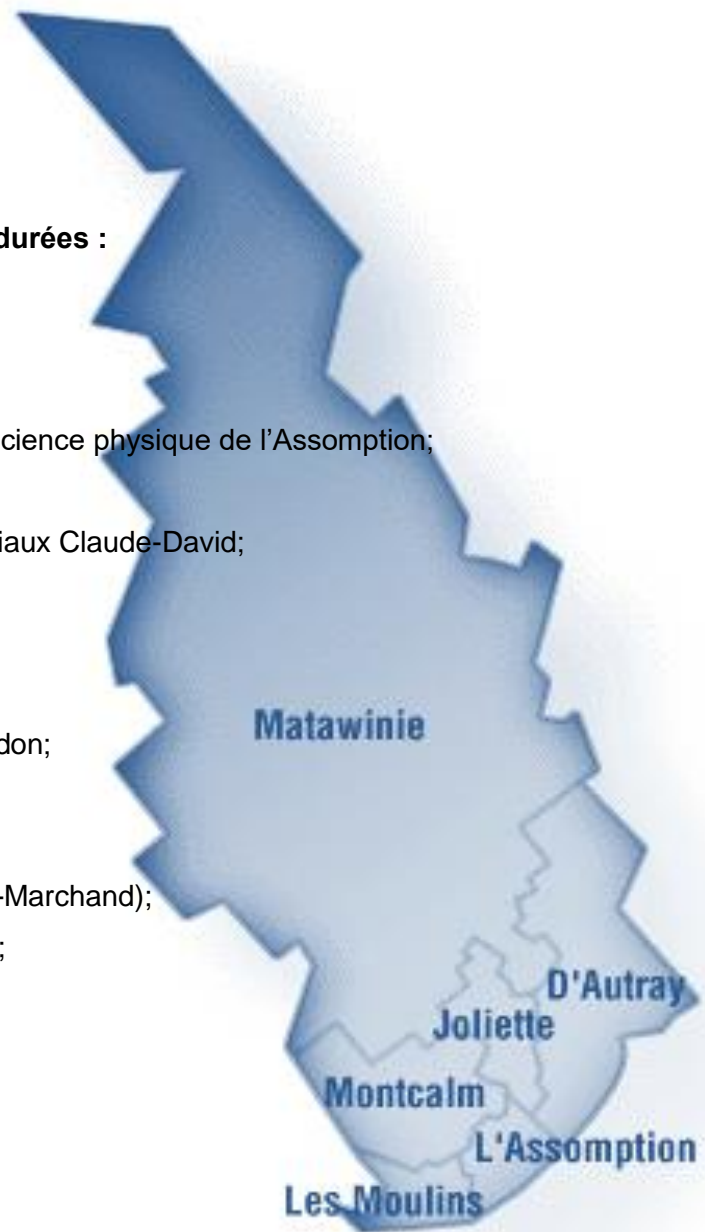 durées :
cience physique de l’Assomption;
iaux Claude-David;
Matawinie
don;
-Marchand);
;
D'Autray
Joliette
Montcalm
L'Assomption
Les Moulins